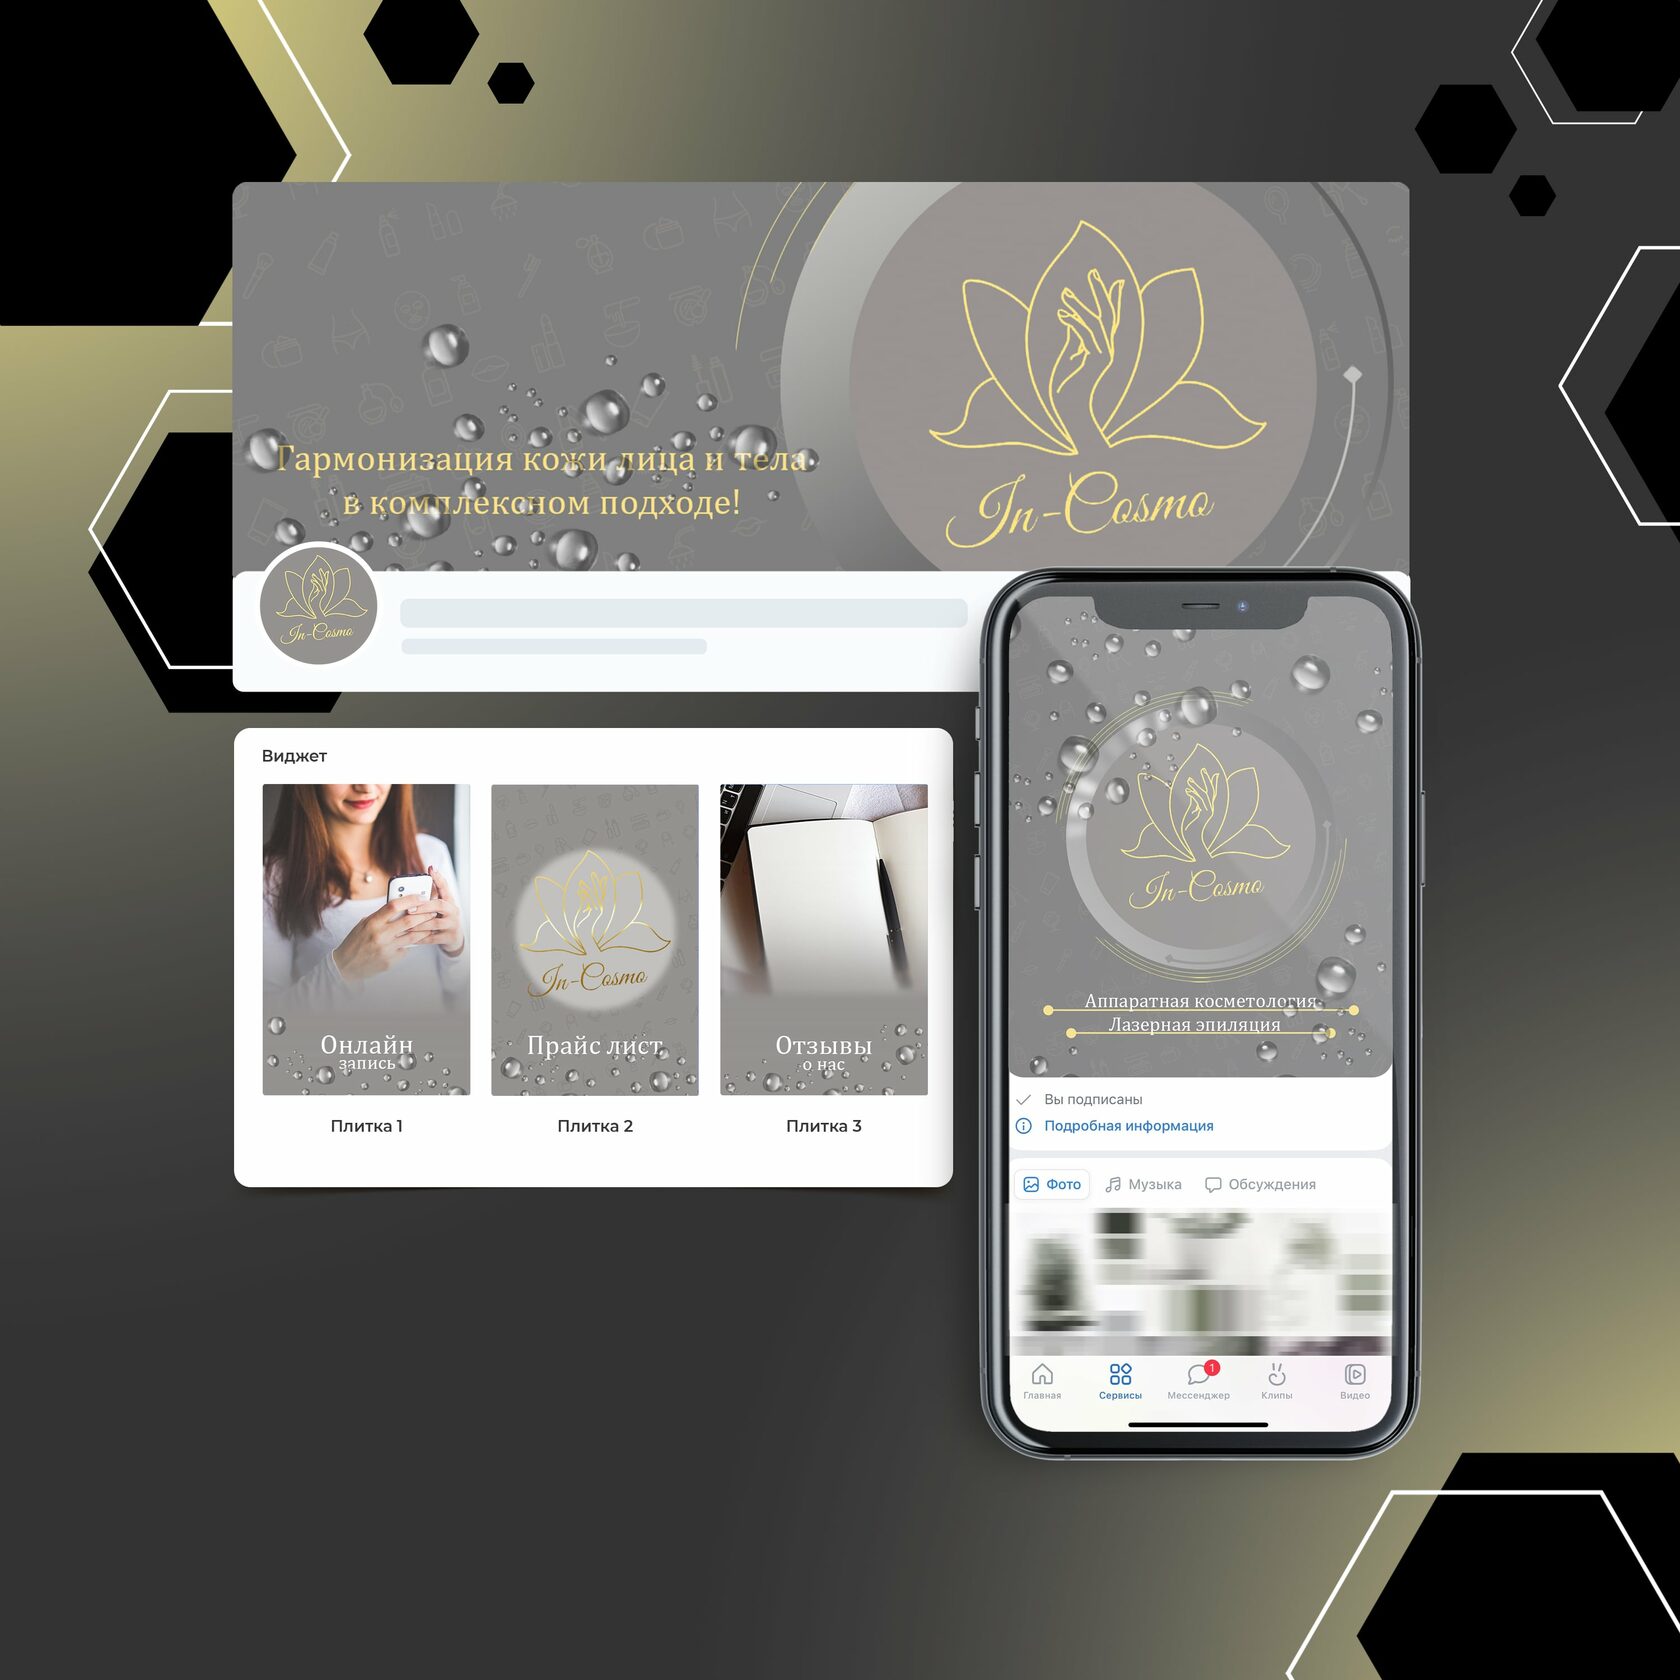 Гармонизация кожи лица и тела
в комплексном подходе!
In-Cosmo
In-Cosmo
Виджет
Онлайн
запись
In-Cosmo
Прайс лист
Отзывы
о нас
Плитка 1
Плитка 2
Плитка 3
In-Cosmo
Аппаратная косметология
Лазерная эпиляция
Вы подписаны
Подробная информация
Фото
Музыка
Обсуждения
1
Главная
Сервисы
Мессенджер
Клипы
Видео